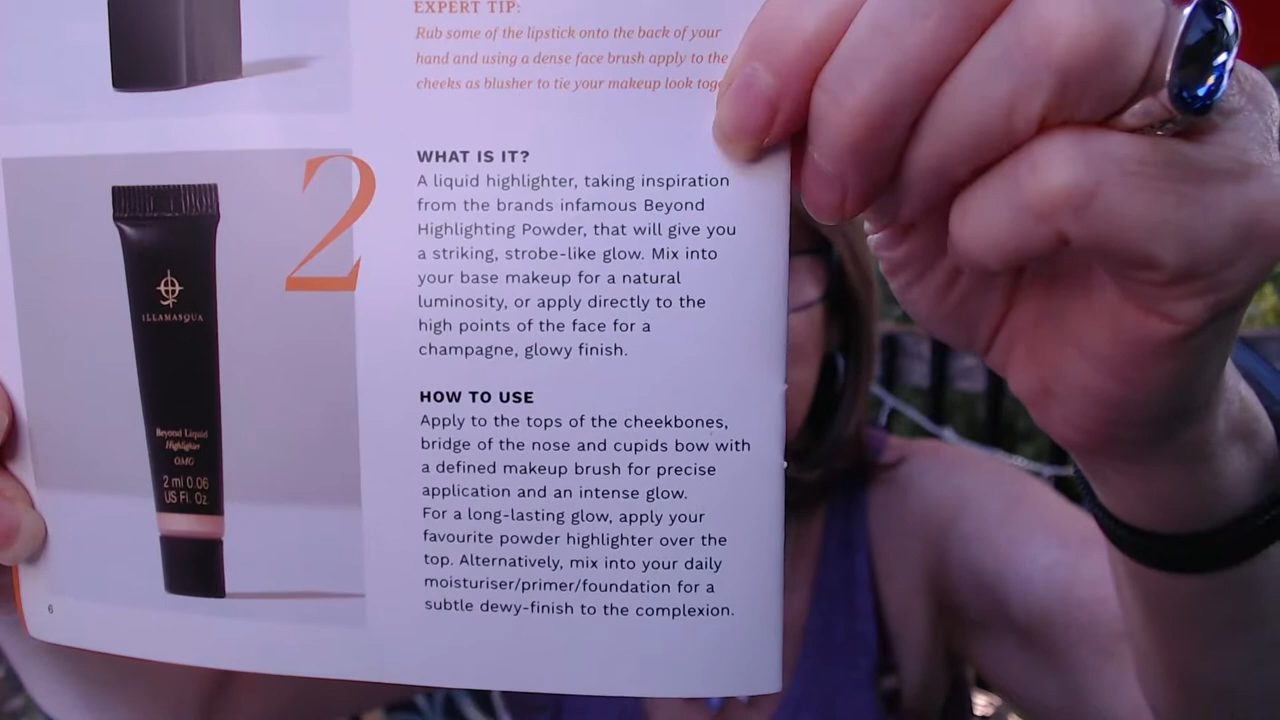 EXPERT TIP:
Rub some of the lipstick onto the back of your
hand and using a dense face brush apply to the
cheeks as blusher to tie your makeup look
2
WHAT IS IT?
A liquid highlighter, taking inspiration
from the brands infamous Beyond
Highlighting Powder, that will give you
a striking, strobe-like glow. Mix into
your base makeup for a natural
luminosity, or apply directly to the
high points of the face for a
champagne, glowy finish.
HOW TO USE
Apply to the tops of the cheekbones,
bridge of the nose and cupids bow with
a defined makeup brush for precise
application and an intense glow.
For a long-lasting glow, apply your
favourite powder highlighter over the
top. Alternatively, mix into your daily
moisturiser/primer/foundation for a
subtle dewy-finish to the complexion.
ILLAMASQUA
Beyond Liquid
Highlighter
OMG
2 ml 0.06
US Fl. Oz.
6